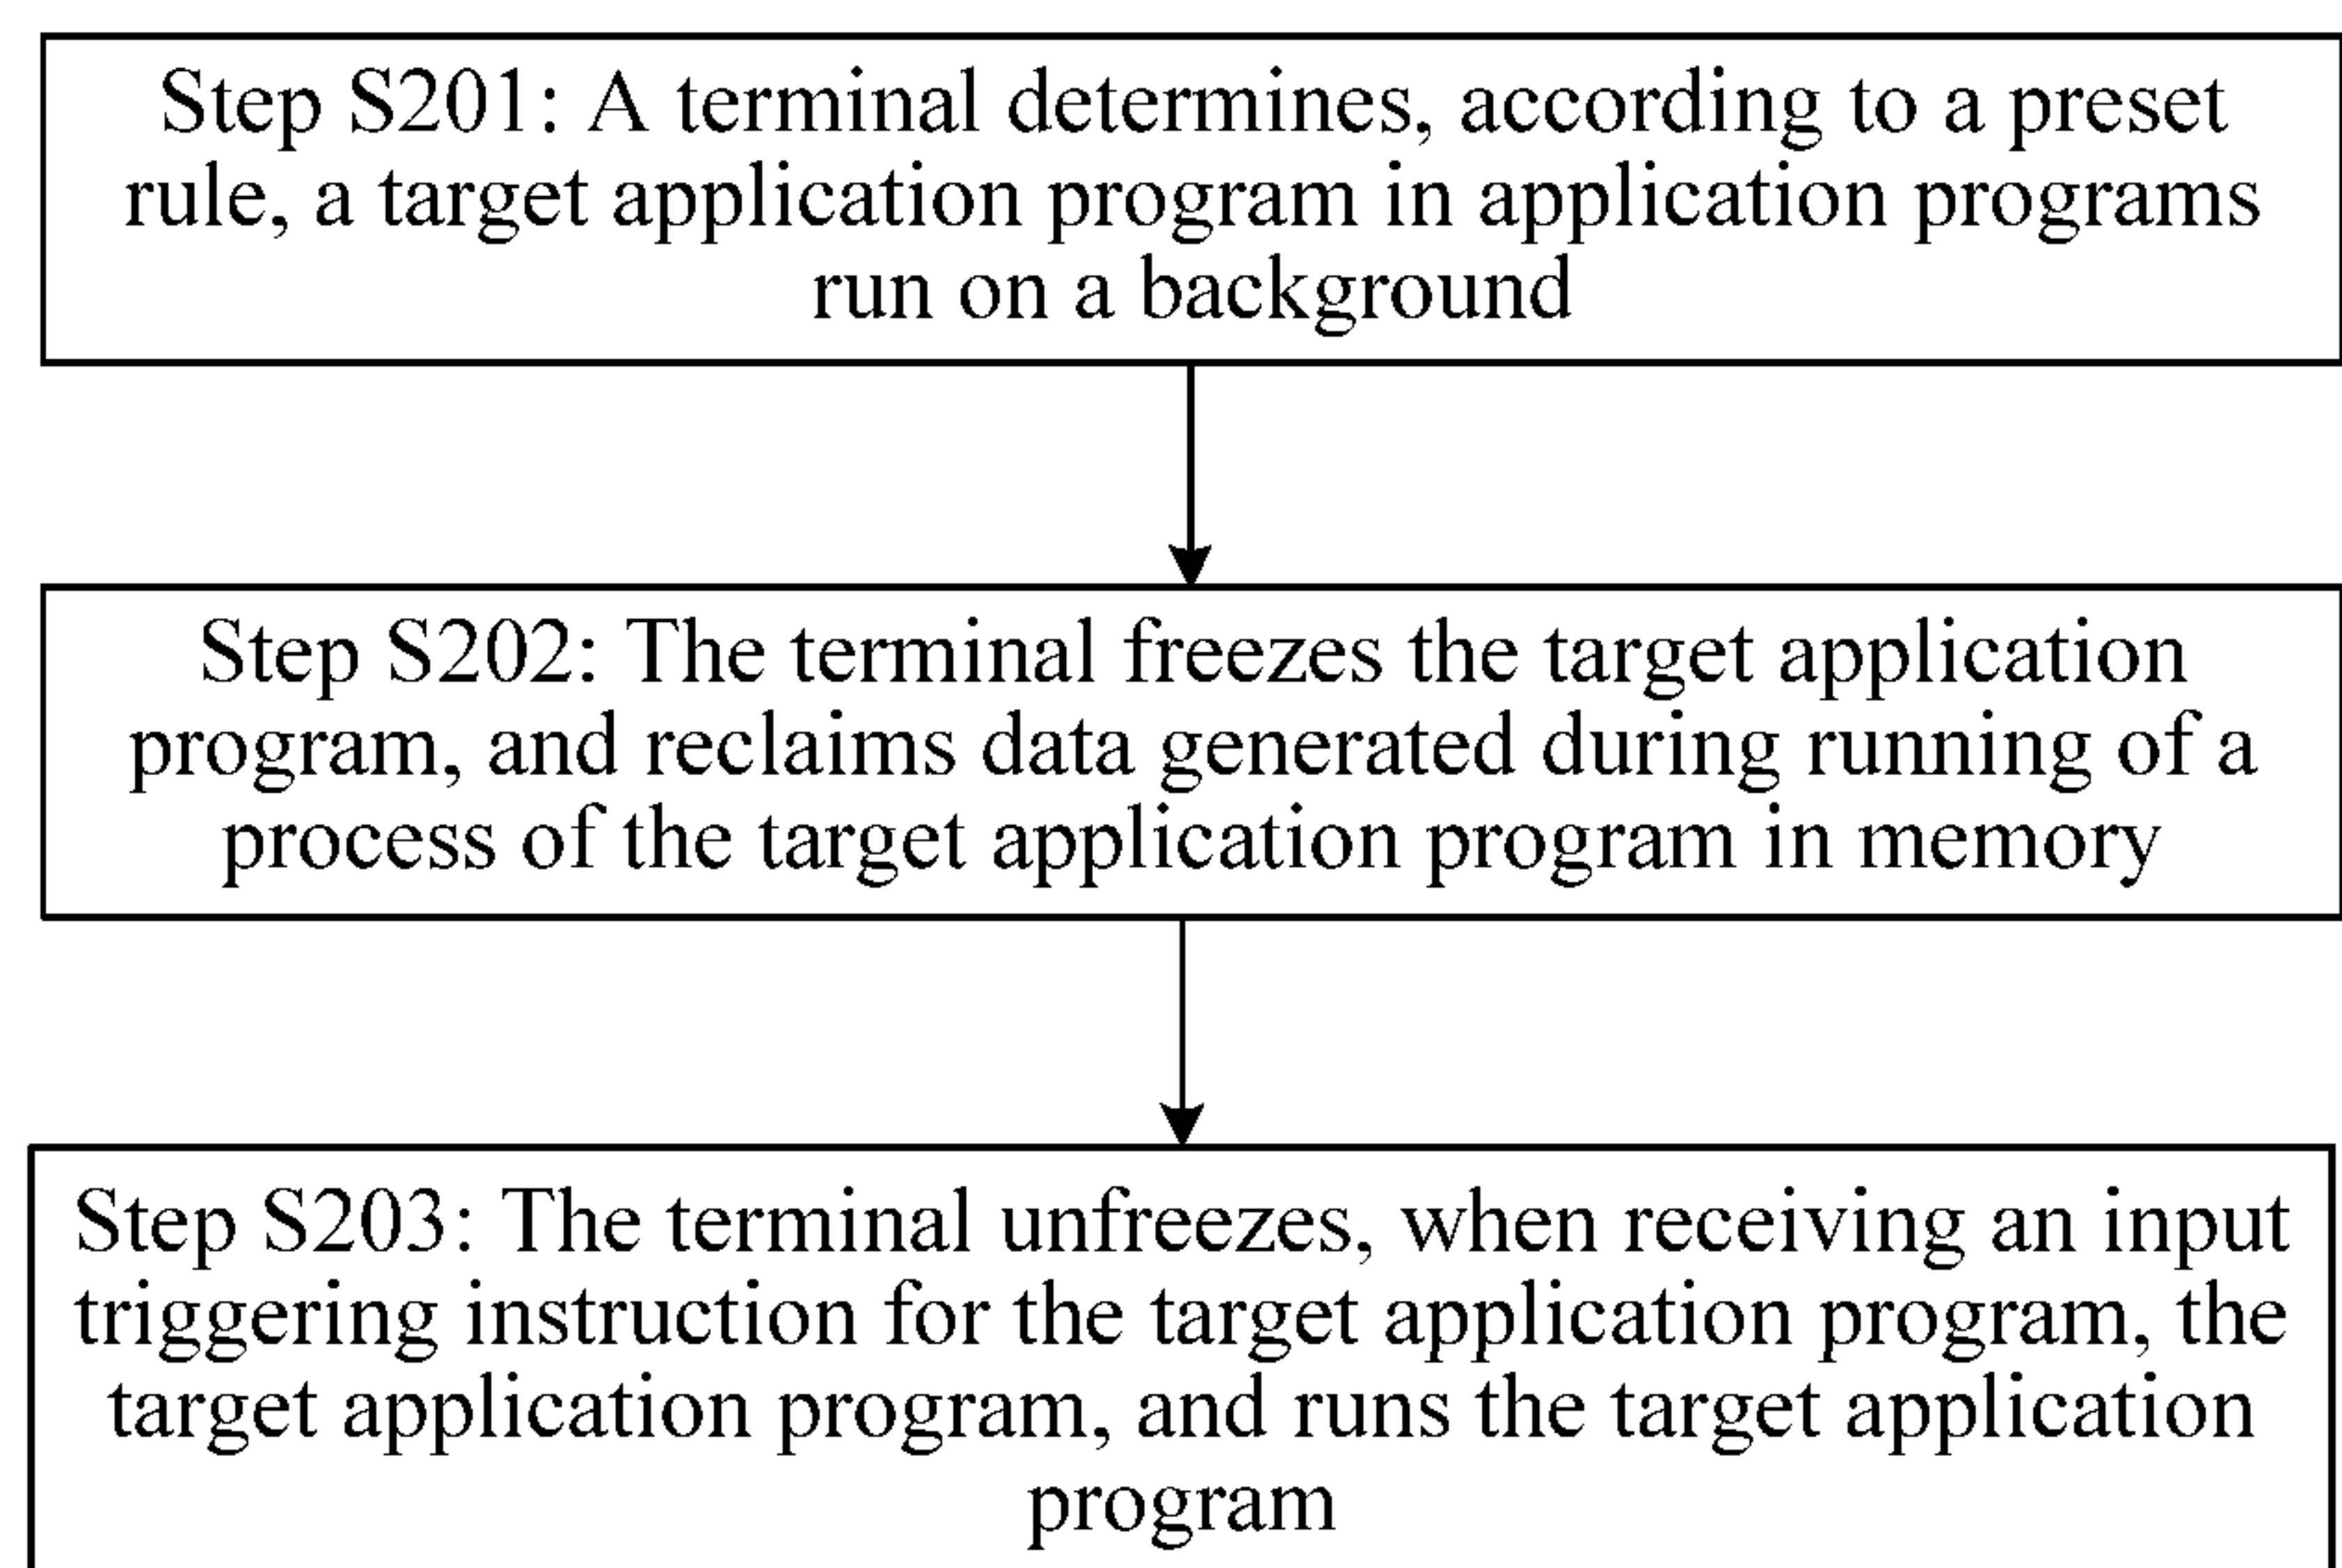 Step S201: A terminal determines, according to a preset
rule, a target application program in application programs
run on a background
Step S202: The terminal freezes the target application
program, and reclaims data generated during running of a
process of the target application program in memory
Step S203: The terminal unfreezes, when receiving an input
triggering instruction for the target application program, the
target application program, and runs the target application
program